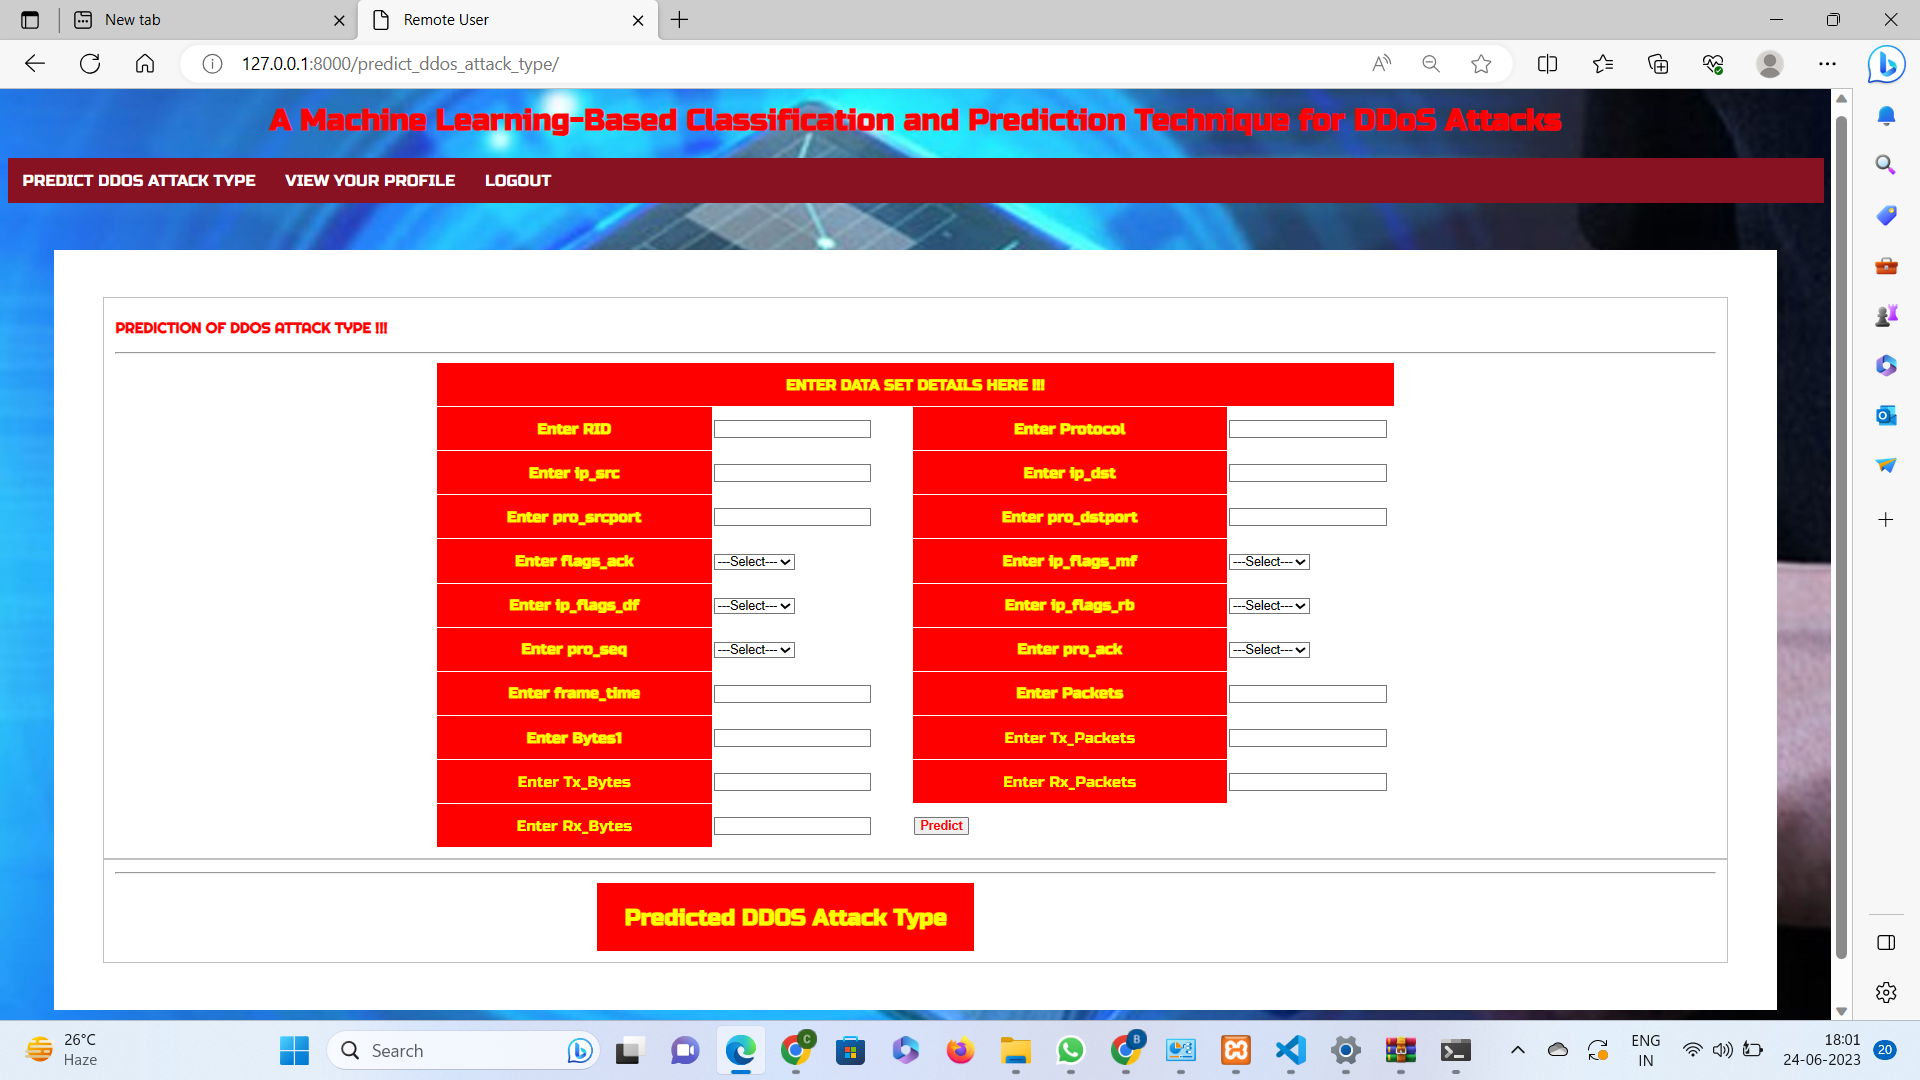 New tab
Remote User
127.0.0.1:8000/predict_ddos_attack_type/
A Machine Learning-Based Classification and Prediction Technique for DDoS Attacks
PREDICT DDOS ATTACK TYPE VIEW YOUR PROFILE LOGOUT
PREDICTION OF DDOS ATTACK TYPE !!!
ENTER DATA SET DETAILS HERE !!!
Enter RID Enter Protocol
Enter ip_src Enter ip_dst
Enter pro_srcport Enter pro_dstport
Enter flags_ack ---Select--- Enter ip_flags_mf ---Select---
Enter ip_flags_df ---Select--- Enter ip_flags_rb ---Select---
Enter pro_seq ---Select--- Enter pro_ack ---Select---
Enter frame_time Enter Packets
Enter Bytes1 Enter Tx_Packets
Enter Tx_Bytes Enter Rx_Packets
Enter Rx_Bytes Predict
Predicted DDOS Attack Type
26°C
Haze
Search
C
B
ENG
IN
18:01
24-06-2023
20